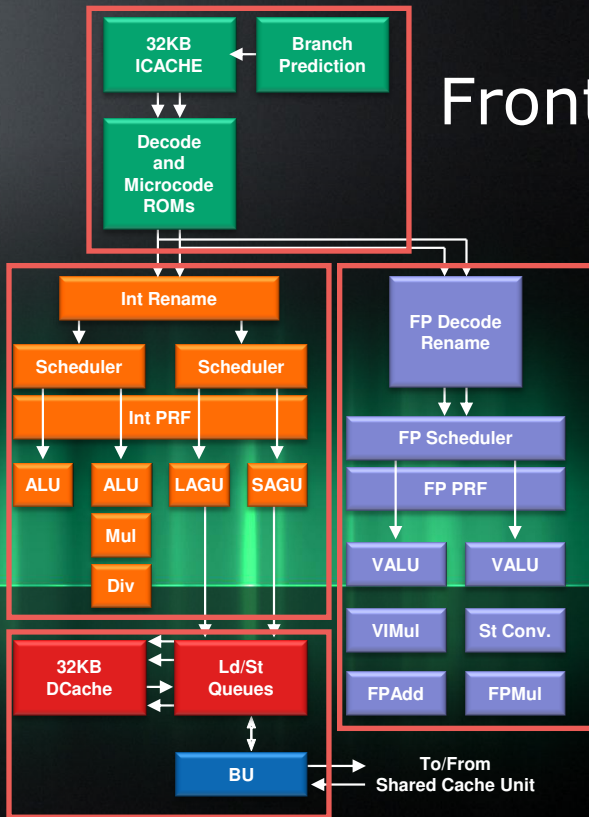 32KB
ICACHE
Branch
Prediction
Front
Decode
and
Microcode
ROMs
Int Rename
Scheduler
Scheduler
Int PRF
ALU
ALU
LAGU
SAGU
Mul
Div
FP Decode
Rename
FP Scheduler
FP PRF
VALU
VALU
VIMul
St Conv.
FPAdd
FPMul
32KB
DCache
Ld/St
Queues
BU
To/From
Shared Cache Unit